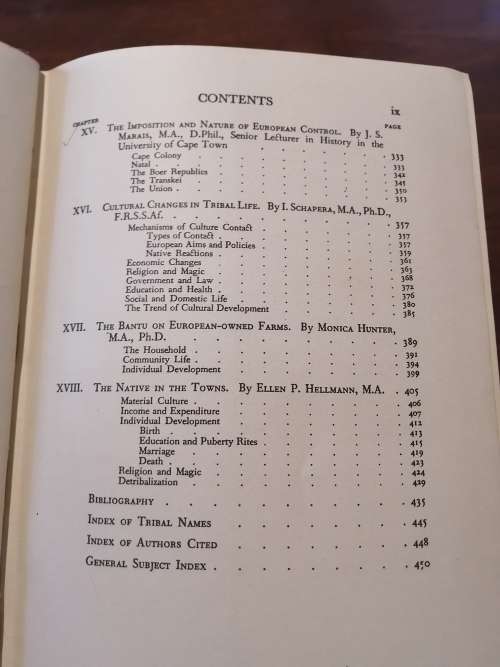 CONTENTS
ix
CHAPTER
PAGE
XV. The Imposition and Nature of European Control. By J. S.
Marais, M.A., D.Phil., Senior Lecturer in History in the
University of Cape Town . . . . . . 333
Cape Colony . . . . . . . . 333
Natal . . . . . . . . . 342
The Boer Republics . . . . . . . 345
The Transkei . . . . . . . . 350
The Union . . . . . . . . 353
XVI. Cultural Changes in Tribal Life. By I. Schapera, M.A., Ph.D.,
F.R.S.S.Af. . . . . . . . . 357
Mechanisms of Culture Contact . . . . . 357
Types of Contact . . . . . . . 357
European Aims and Policies . . . . . 359
Native Reactions . . . . . . . 361
Economic Changes . . . . . . . 363
Religion and Magic . . . . . . . 368
Government and Law . . . . . . . 372
Education and Health . . . . . . . 376
Social and Domestic Life . . . . . . 380
The Trend of Cultural Development . . . . 385
XVII. The Bantu on European-owned Farms. By Monica Hunter,
M.A., Ph.D. . . . . . . . . 389
The Household . . . . . . . . 391
Community Life . . . . . . . . 394
Individual Development . . . . . . 399
XVIII. The Native in the Towns. By Ellen P. Hellmann, M.A. . 405
Material Culture . . . . . . . . 406
Income and Expenditure . . . . . . 407
Individual Development . . . . . . 412
Birth . . . . . . . . . 413
Education and Puberty Rites . . . . . 415
Marriage . . . . . . . . 419
Death . . . . . . . . . 423
Religion and Magic . . . . . . . 424
Detribalization . . . . . . . . 429
Bibliography . . . . . . . . 435
Index of Tribal Names . . . . . . 445
Index of Authors Cited . . . . . . 448
General Subject Index . . . . . . . 450